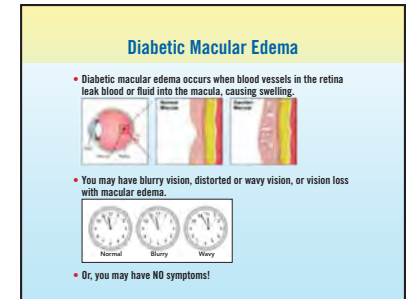 Diabetic Macular Edema
• Diabetic macular edema occurs when blood vessels in the retina
leak blood or fluid into the macula, causing swelling.
Normal
Macula
Swollen
Macula
• You may have blurry vision, distorted or wavy vision, or vision loss
with macular edema.
Normal Blurry Wavy
• Or, you may have NO symptoms!